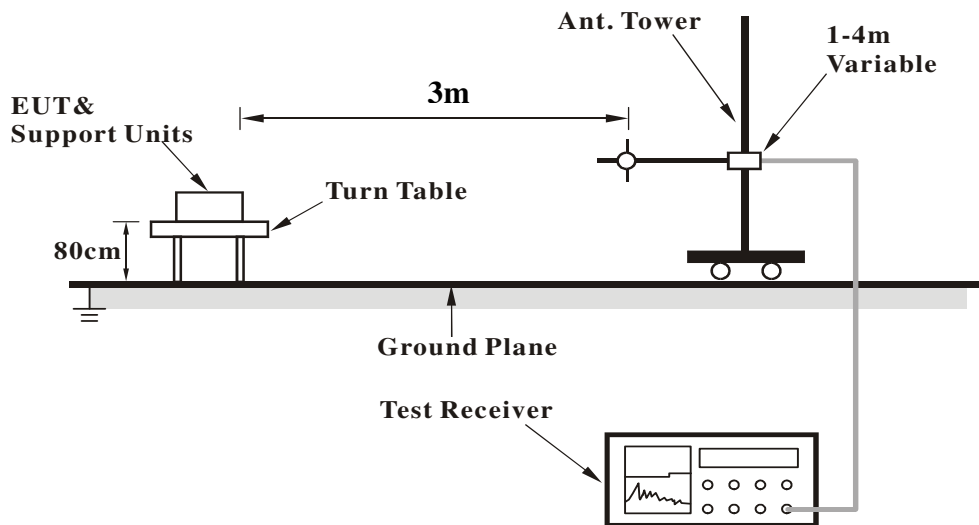 Ant. Tower
1-4m
Variable
3m
EUT&
Support Units
Turn Table
80cm
Ground Plane
Test Receiver